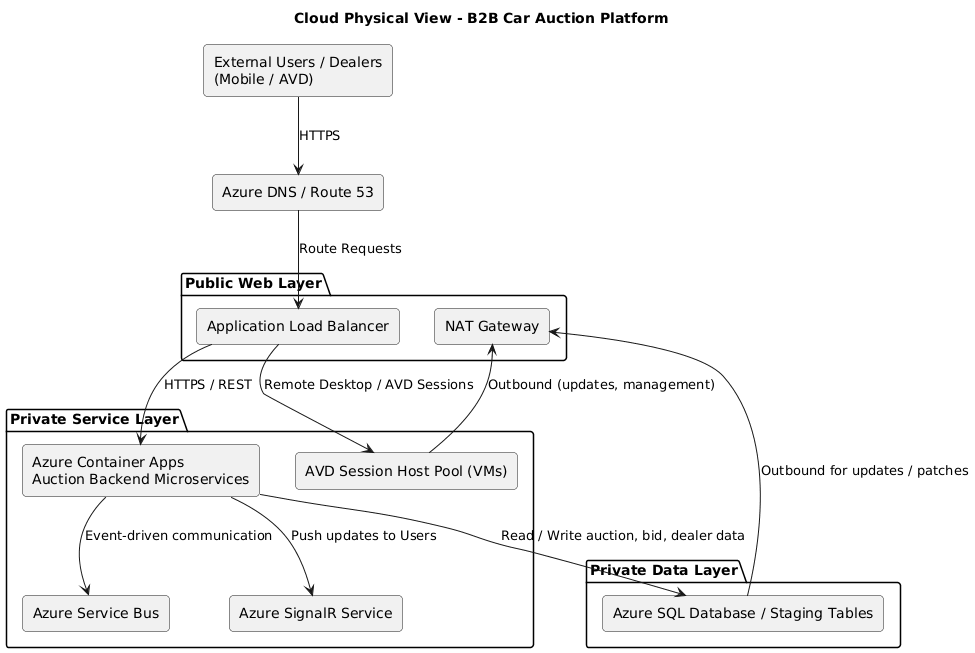 Cloud Physical View - B2B Car Auction Platform
External Users / Dealers
(Mobile / AVD)
HTTPS
Azure DNS / Route 53
Route Requests
Public Web Layer
Application Load Balancer
NAT Gateway
HTTPS / REST
Remote Desktop / AVD Sessions
Outbound (updates, management)
Private Service Layer
Azure Container Apps
Auction Backend Microservices
AVD Session Host Pool (VMs)
Outbound for updates / patches
Event-driven communication
Push updates to Users
Read / Write auction, bid, dealer data
Private Data Layer
Azure Service Bus
Azure SignalR Service
Azure SQL Database / Staging Tables